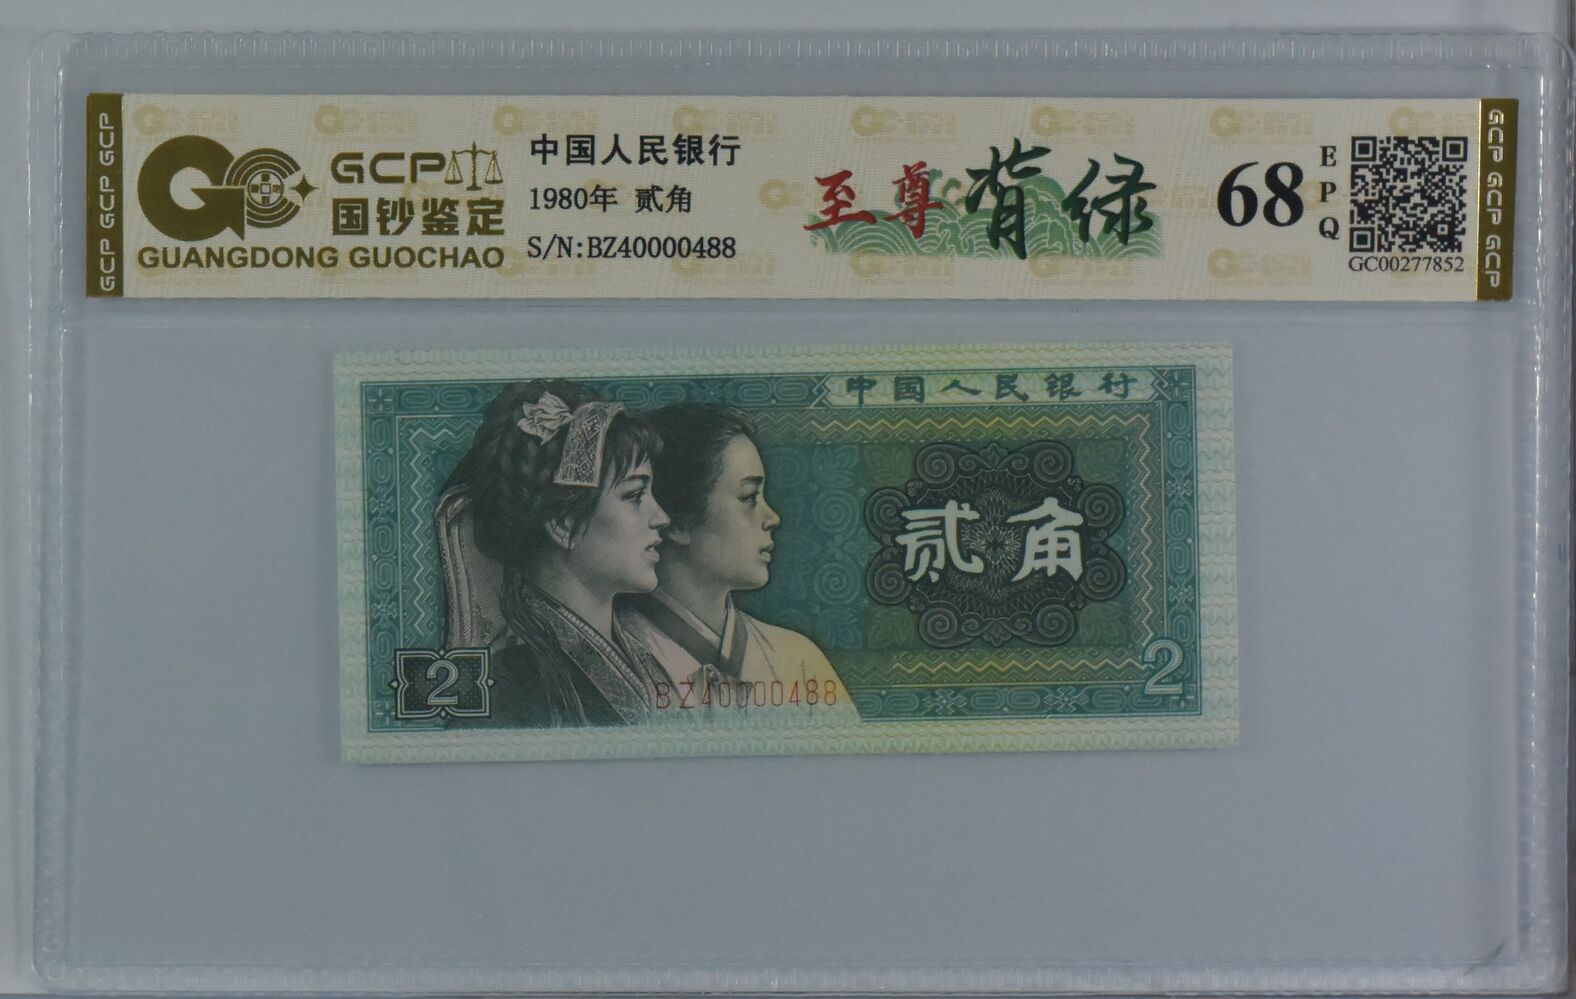 GCP
国钞鉴定
GUANGDONG GUOCHAO
中国人民银行
1980年 贰角
S/N:BZ40000488
至尊背绿
68
EPQ
GC00277852
GCP GCP GCP
GCP GCP GCP
中国人民银行
贰角
2
2
BZ40000488